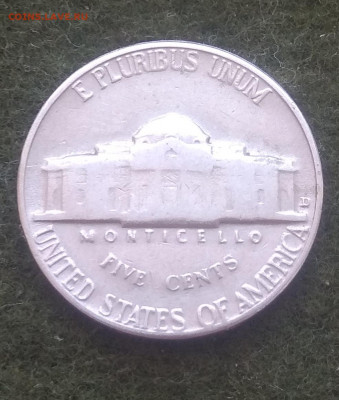 E PLURIBUS UNUM
D
MONTICELLO
FIVE CENTS
UNITED STATES OF AMERICA